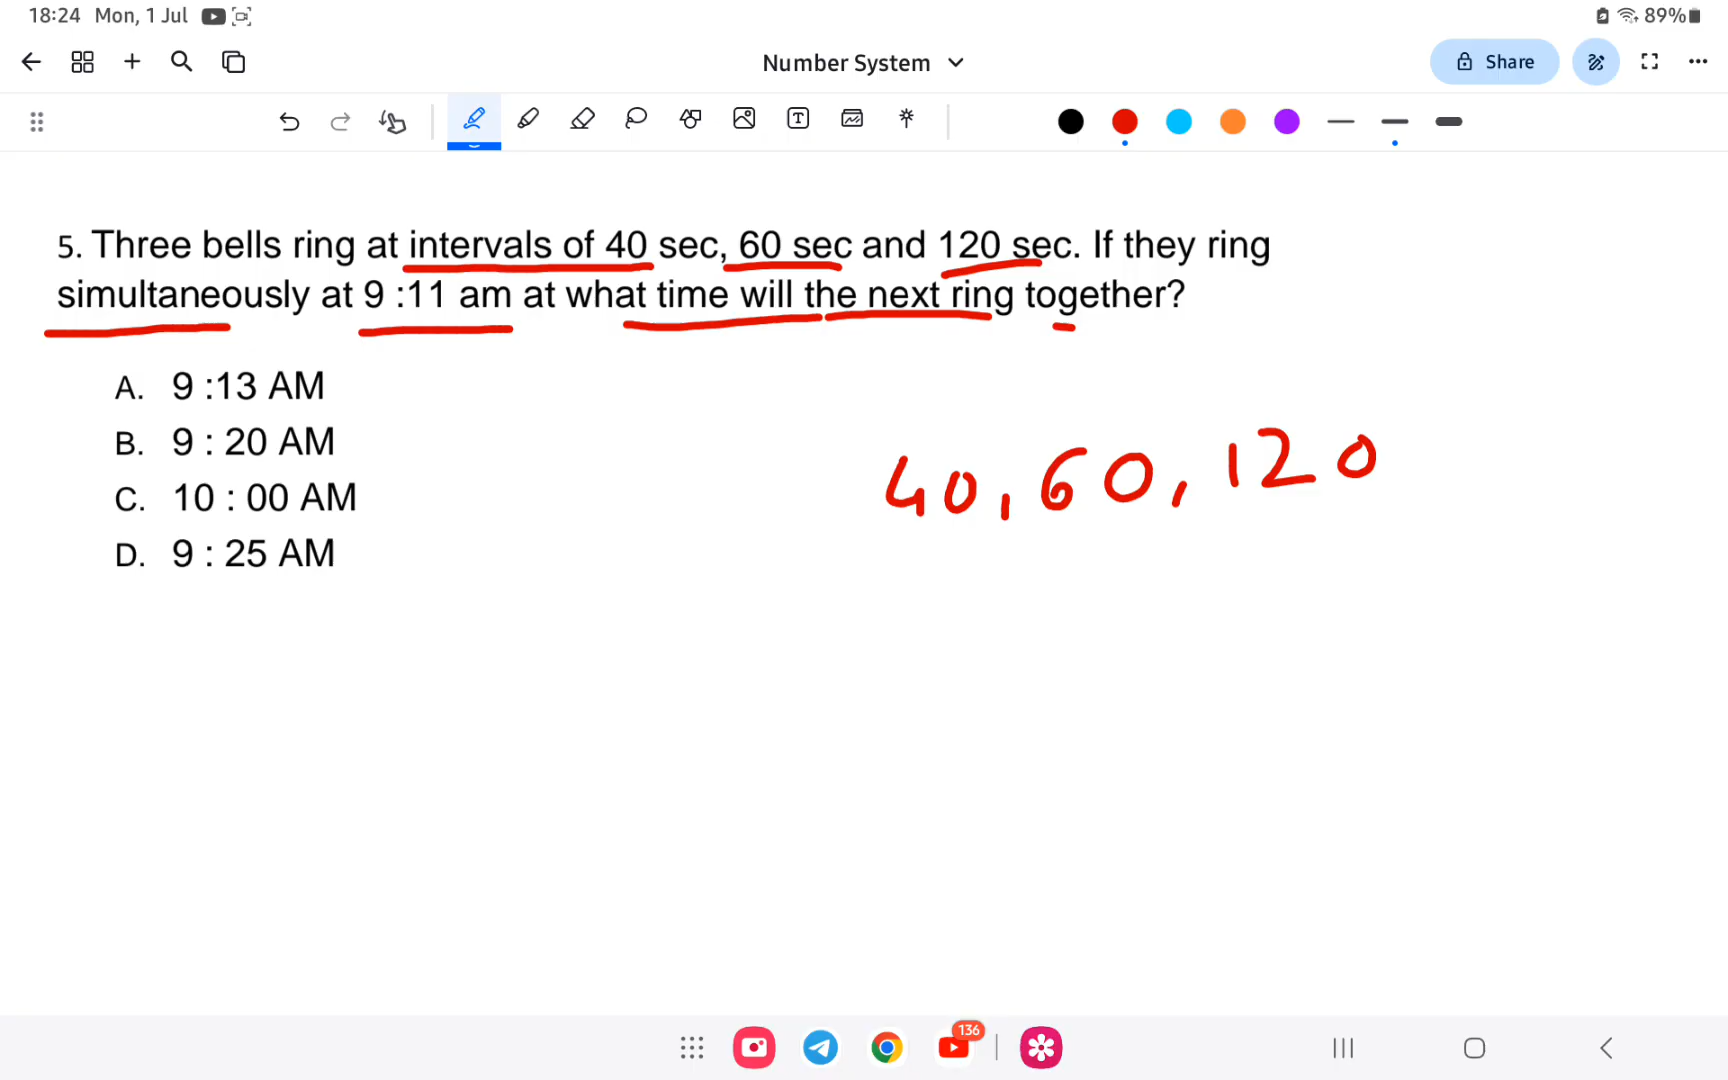 18:24 Mon, 1 Jul 89%
Number System
Share
5. Three bells ring at intervals of 40 sec, 60 sec and 120 sec. If they ring
simultaneously at 9 :11 am at what time will the next ring together?
A. 9 :13 AM
B. 9 : 20 AM
C. 10 : 00 AM
D. 9 : 25 AM
40, 60, 120
136